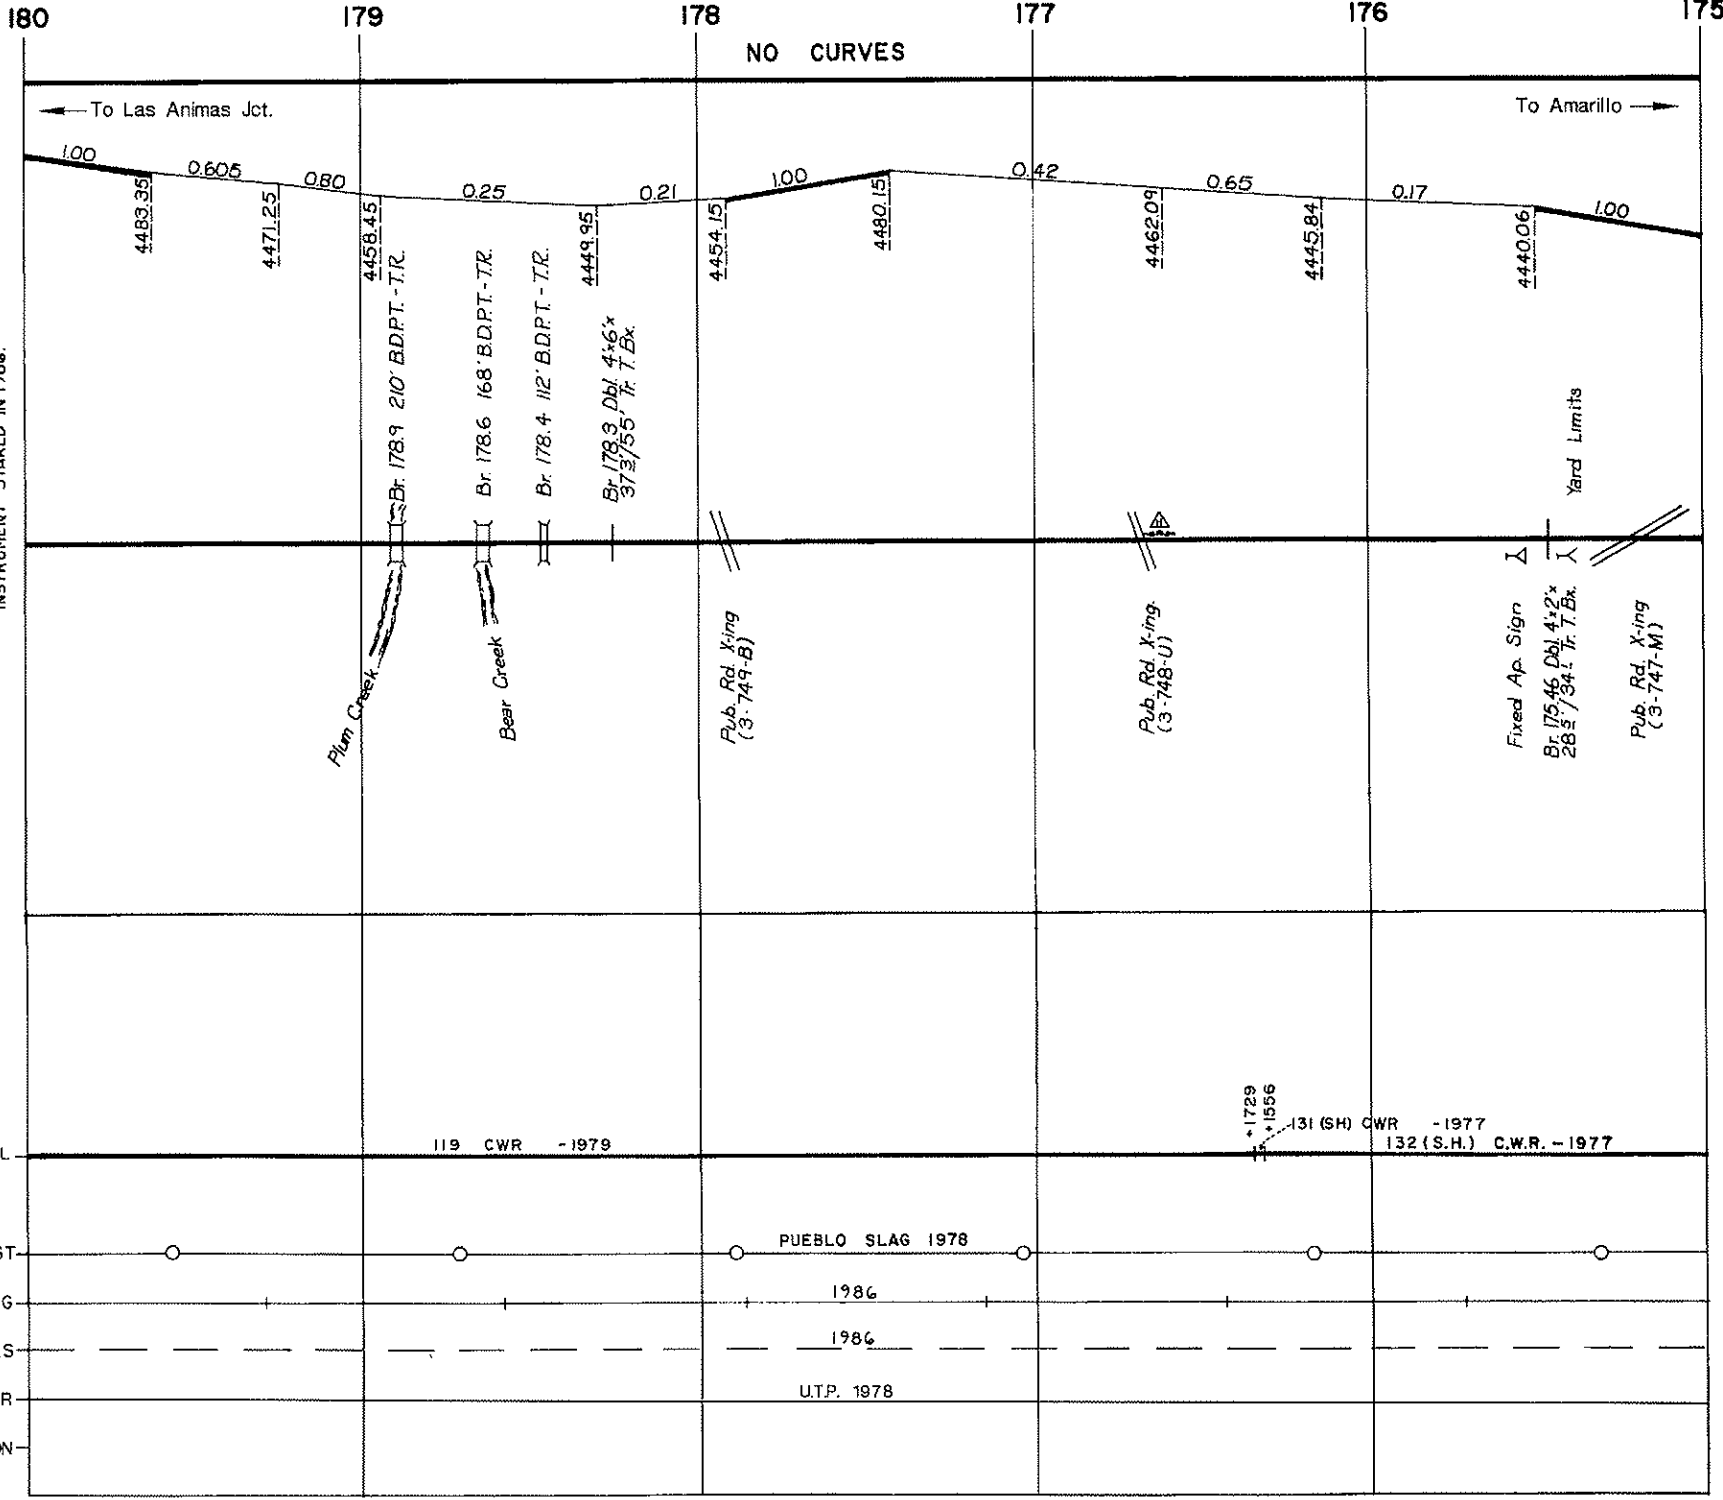 180 179 178 177 176 175
NO CURVES
To Las Animas Jct.
To Amarillo
1.00 0.605 0.80 0.25 0.21 1.00 0.42 0.65 0.17 1.00
4483.35
4471.25
4458.45
4449.95
4454.15
4480.15
4462.09
4445.84
4440.06
INSTRUMENT STAKED IN 1986.
Br. 178.9 210' B.D.P.T.-T.R.
Br. 178.6 168' B.D.P.T.-T.R.
Br. 178.4 112' B.D.P.T.-T.R.
Br 178.3 Dbl. 4'x6'x
Tr. T. Bx.
Yard Limits
H
Plum Creek
Bear Creek
Pub. Rd. X-ing
(3-749-B)
Pub. Rd. X-ing.
(3-748-U)
Fixed Ap. Sign
Br. 175.46 Dbl 4'x2'x
Tr. T. Bx.
Pub. Rd. X-ing
(3-747-M)
+1729
+1556
131 (SH) CWR -1977
L
119 CWR -1979
132 (S.H.) C.W.R. -1977
ST
PUEBLO SLAG 1978
G
1986
S
1986
R
U.T.P. 1978
ON